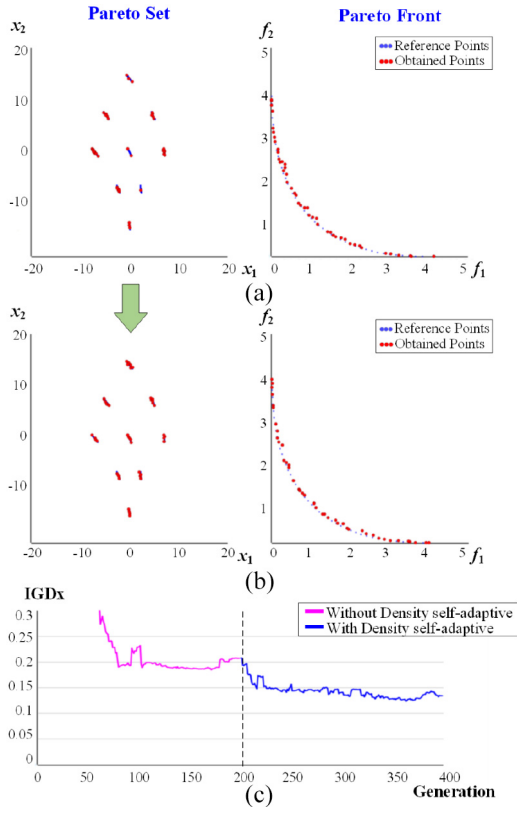 Pareto Set
Pareto Front
x2
20
10
0
-10
-20
-10
0
10
20
x1
f2
5
4
3
2
1
0
1
2
3
4
5
f1
Reference Points
Obtained Points
(a)
x2
20
10
0
-10
-20
-10
0
10
20
x1
f2
5
4
3
2
1
0
1
2
3
4
5
f1
Reference Points
Obtained Points
(b)
IGDx
0.3
0.25
0.2
0.15
0.1
0.05
0
0
50
100
150
200
250
300
350
400
Generation
Without Density self-adaptive
With Density self-adaptive
(c)